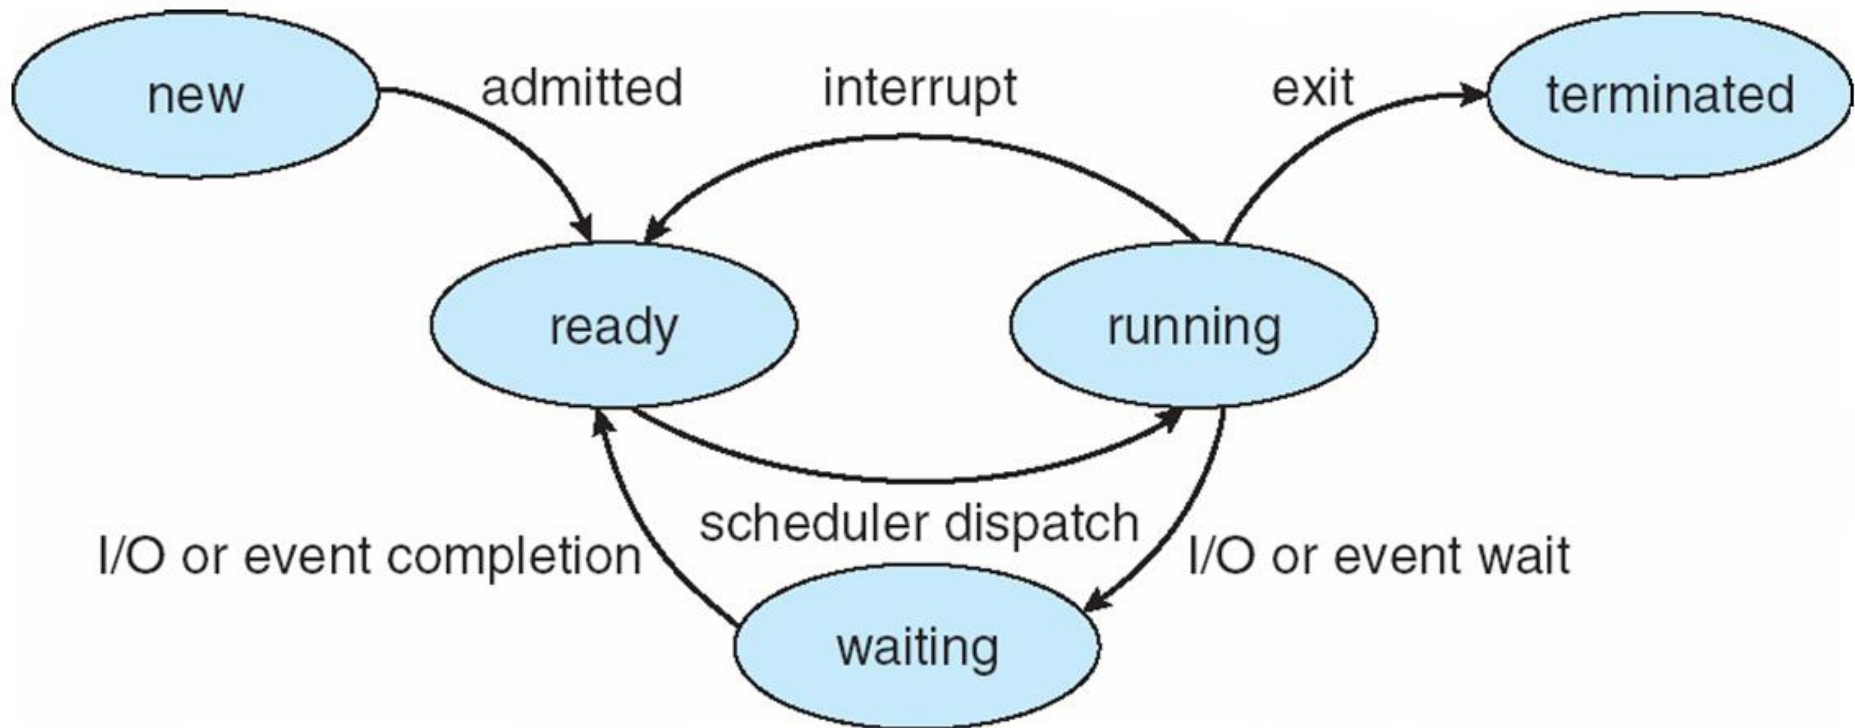 new
admitted
interrupt
exit
terminated
ready
running
scheduler dispatch
I/O or event completion
I/O or event wait
waiting